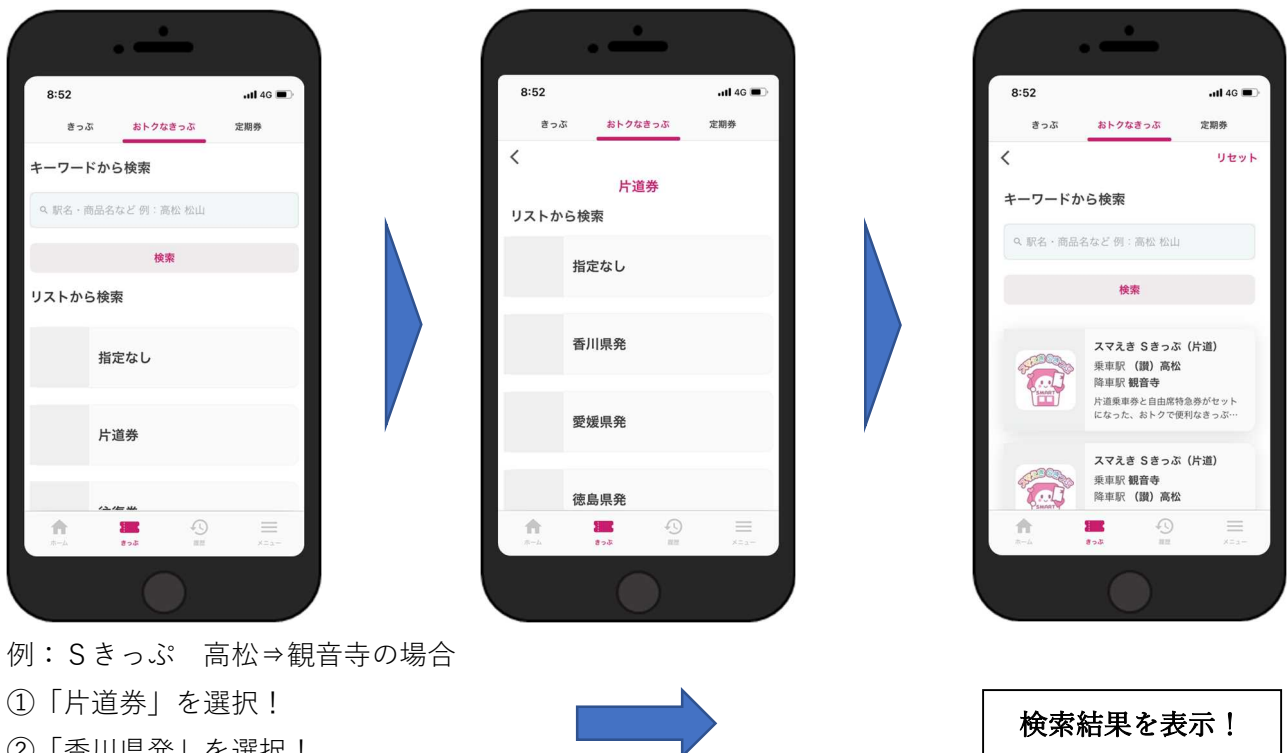 8:52
4G
きっぷ おトクなきっぷ 定期券
キーワードから検索
駅名・商品名など 例：高松 松山
検索
リストから検索
指定なし
片道券
ホーム きっぷ 履歴 メニュー
8:52
4G
きっぷ おトクなきっぷ 定期券
片道券
リストから検索
指定なし
香川県発
愛媛県発
徳島県発
ホーム きっぷ 履歴 メニュー
8:52
4G
きっぷ おトクなきっぷ 定期券
リセット
キーワードから検索
駅名・商品名など 例：高松 松山
検索
スマえき Sきっぷ（片道）
乗車駅 （讃）高松
降車駅 観音寺
片道乗車券と自由席特急券がセット
になった、おトクで便利なきっぷ…
スマえき Sきっぷ（片道）
乗車駅 観音寺
降車駅 （讃）高松
ホーム きっぷ 履歴 メニュー
例：Ｓきっぷ　高松⇒観音寺の場合
①「片道券」を選択！
②「香川県発」を選択！
検索結果を表示！